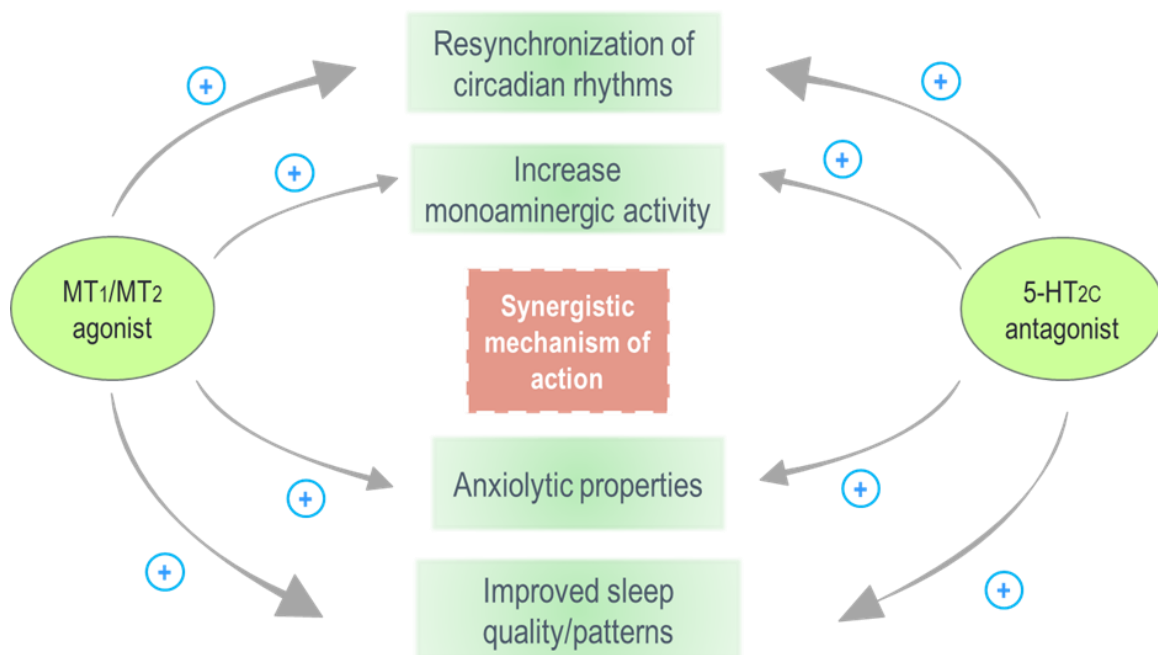 Resynchronization of
circadian rhythms
+
+
Increase
monoaminergic activity
+
+
MT1/MT2
agonist
Synergistic
mechanism of
action
5-HT2C
antagonist
Anxiolytic properties
+
+
Improved sleep
quality/patterns
+
+